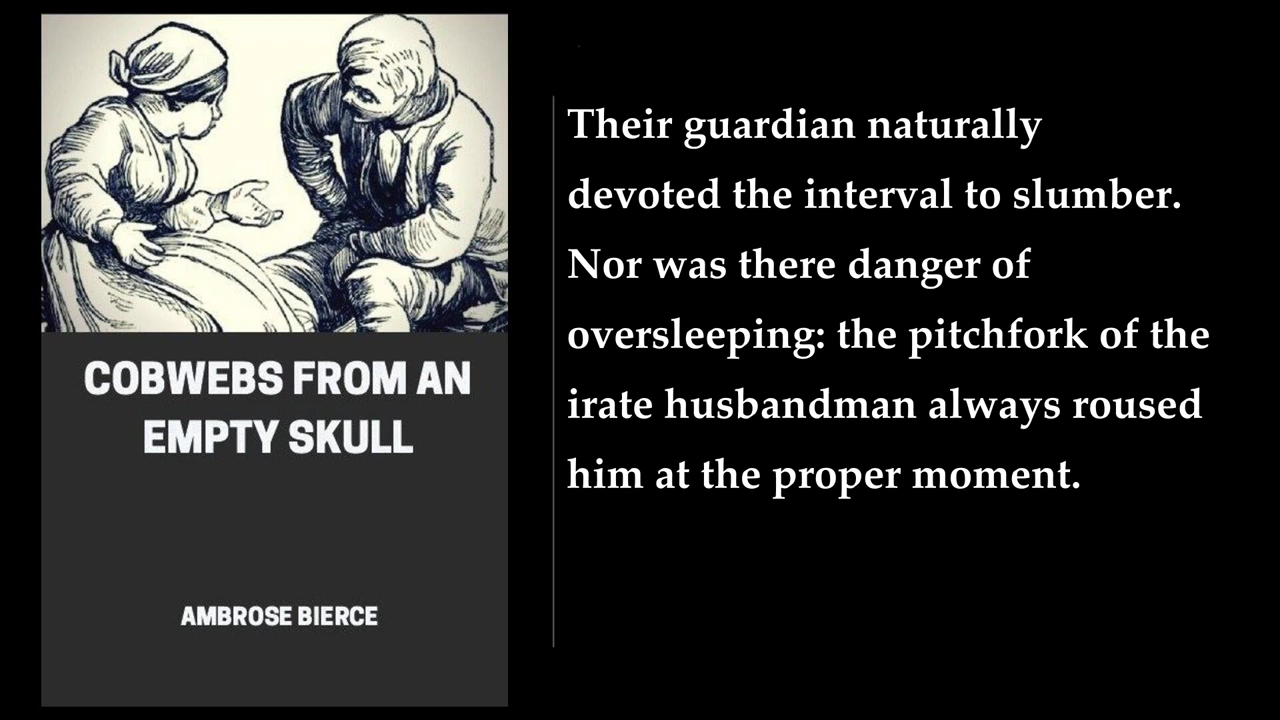 COBWEBS FROM AN
EMPTY SKULL
AMBROSE BIERCE
Their guardian naturally
devoted the interval to slumber.
Nor was there danger of
oversleeping: the pitchfork of the
irate husbandman always roused
him at the proper moment.